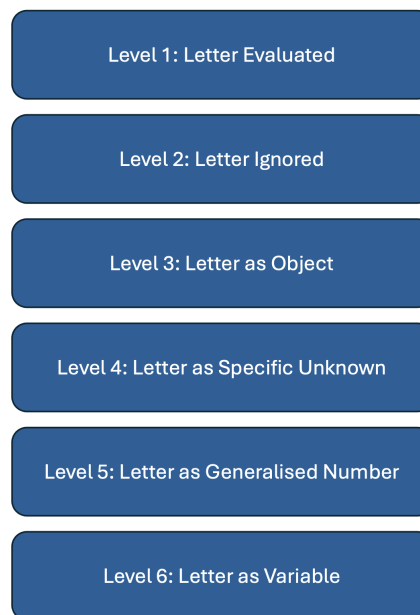 Level 1: Letter Evaluated
Level 2: Letter Ignored
Level 3: Letter as Object
Level 4: Letter as Specific Unknown
Level 5: Letter as Generalised Number
Level 6: Letter as Variable